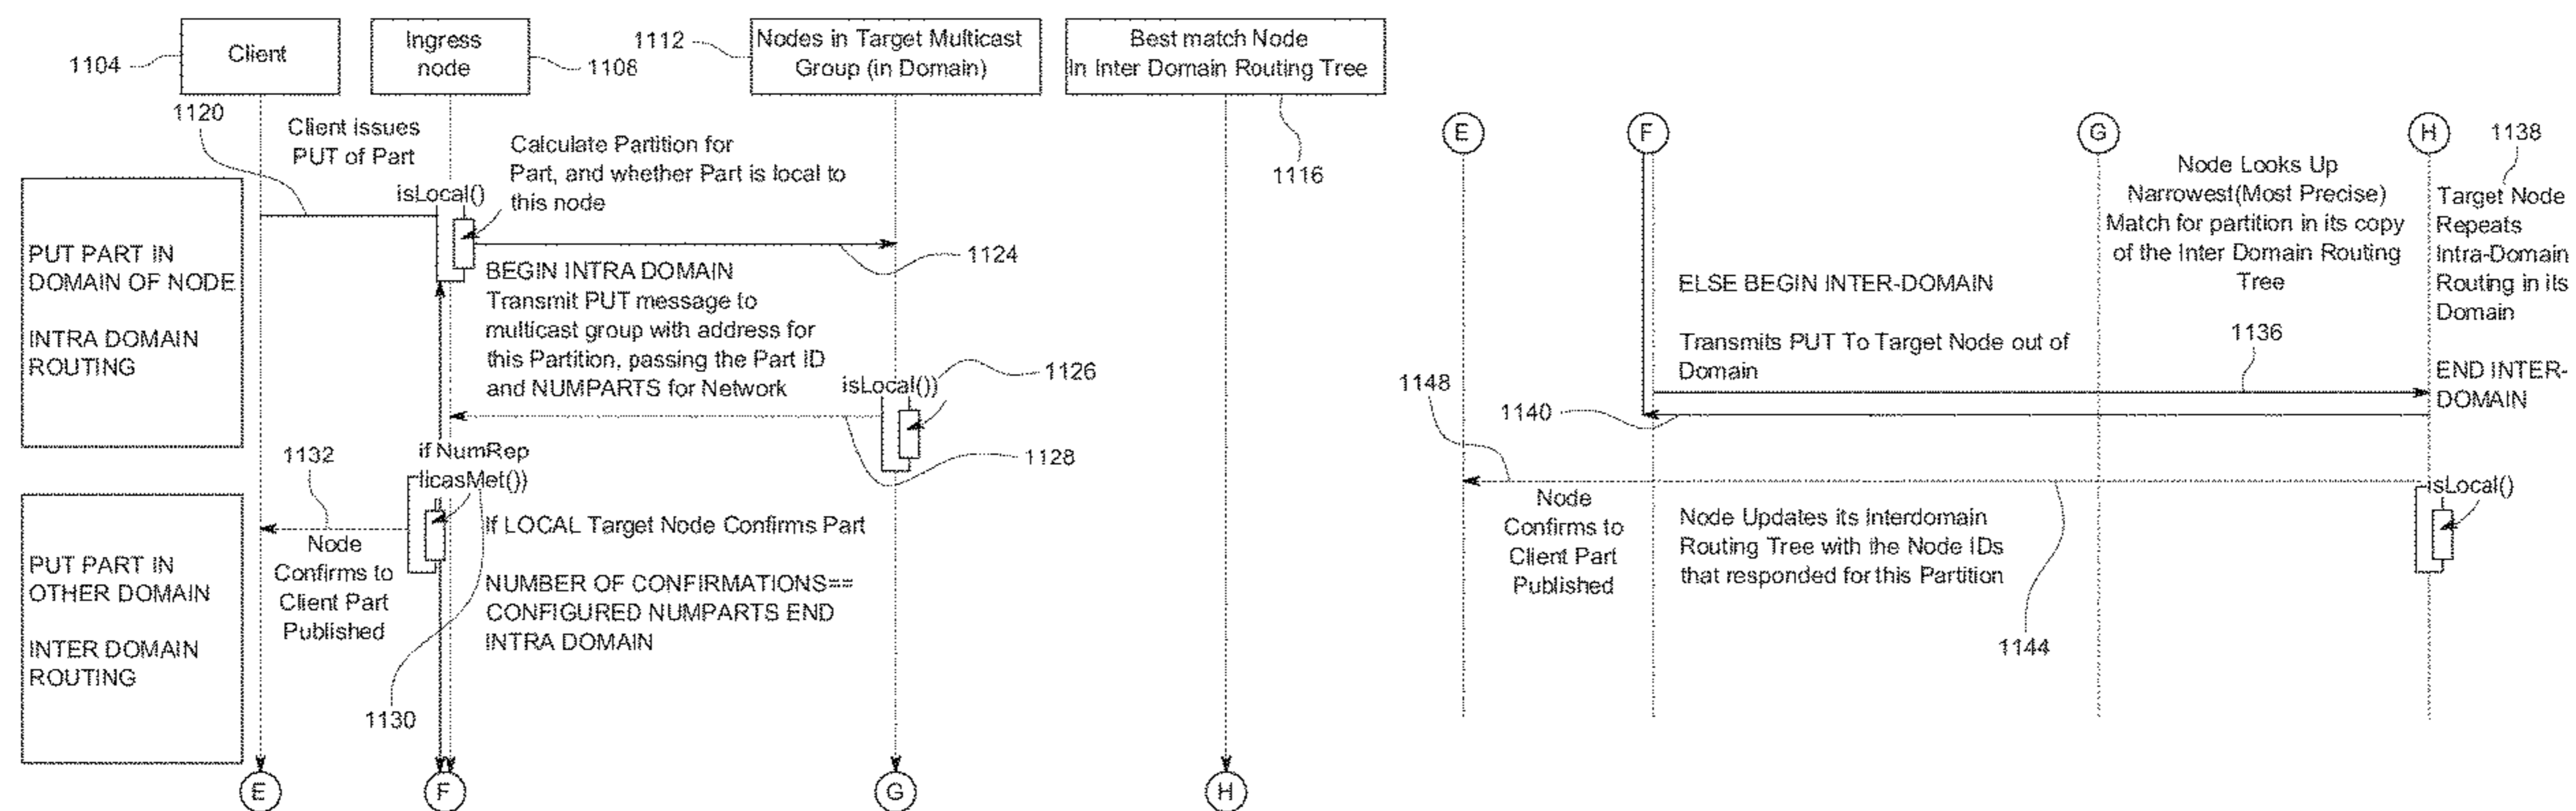 1104
Client
Ingress
node
1108
1112
Nodes in Target Multicast
Group (in Domain)
Best match Node
In Inter Domain Routing Tree
1116
1120
Client issues
PUT of Part
isLocal()
Calculate Partition for
Part, and whether Part is local to
this node
1124
PUT PART IN
DOMAIN OF NODE
INTRA DOMAIN
ROUTING
BEGIN INTRA DOMAIN
Transmit PUT message to
multicast group with address for
this Partition, passing the Part ID
and NUMPARTS for Network
isLocal())
1126
1128
1132
if NumRep
licasMet())
Node
Confirms to
Client Part
Published
If LOCAL Target Node Confirms Part
NUMBER OF CONFIRMATIONS==
CONFIGURED NUMPARTS END
INTRA DOMAIN
1130
PUT PART IN
OTHER DOMAIN
INTER DOMAIN
ROUTING
E
F
G
H
E
F
G
H
1138
Node Looks Up
Narrowest(Most Precise)
Match for partition in its copy
of the Inter Domain Routing
Tree
Target Node
Repeats
Intra-Domain
Routing in its
Domain
END INTER-
DOMAIN
ELSE BEGIN INTER-DOMAIN
Transmits PUT To Target Node out of
Domain
1136
1148
1140
isLocal()
Node
Confirms to
Client Part
Published
Node Updates its Interdomain
Routing Tree with the Node IDs
that responded for this Partition
1144